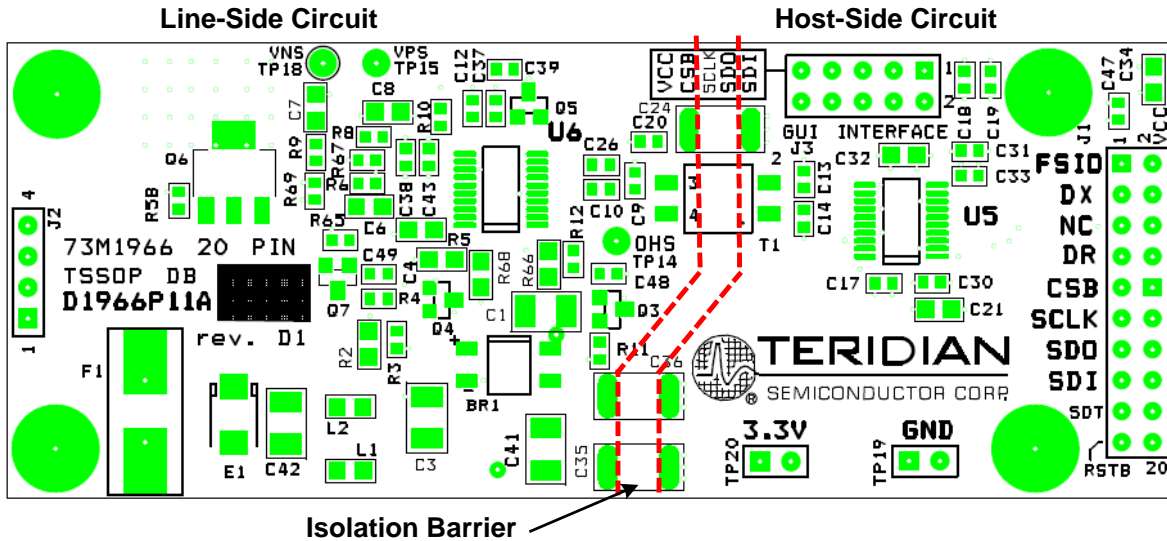 Line-Side Circuit
Host-Side Circuit
VNS
TP18
VPS
TP15
C12
C37
C39
VCC
CSB
SCLK
SDO
SDI
1
2
C18
C19
C47
C34
C7
C8
R10
Q5
U6
C24
C20
GUI INTERFACE
J1
1
2
VCC
Q6
R9
R8
R67
R6
R69
C38
C43
C26
C10
C9
3
4
2
T1
J3
C13
C14
C32
C31
C33
U5
FSIO
DX
NC
DR
CSB
SCLK
SDO
SDI
SDT
RSTB
20
4
J2
1
R5B
R65
C6
R5
R68
R66
R12
OHS
TP14
73M1966 20 PIN
TSSOP DB
D1966P11A
rev. D1
C49
C4
R4
Q7
Q4
C1
C48
Q3
C17
C30
C21
R2
R3
+
-
BR1
R11
C36
TERIDIAN
SEMICONDUCTOR CORP.
®
F1
E1
C42
L2
L1
C3
C41
C35
TP20
3.3V
TP19
GND
Isolation Barrier